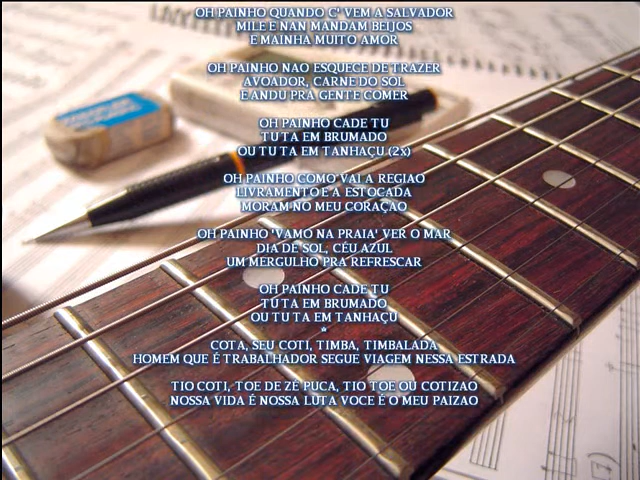 OH PAINHO QUANDO C' VEM A SALVADOR
MILE E NAN MANDAM BEIJOS
E MAINHA MUITO AMOR
OH PAINHO NAO ESQUECE DE TRAZER
AVOADOR, CARNE DO SOL
E ANDU PRA GENTE COMER
OH PAINHO CADE TU
TU TA EM BRUMADO
OU TU TA EM TANHAÇU (2x)
OH PAINHO COMO VAI A REGIAO
LIVRAMENTO E A ESTOCADA
MORAM NO MEU CORAÇAO
OH PAINHO 'VAMO NA PRAIA' VER O MAR
DIA DE SOL, CÉU AZUL
UM MERGULHO PRA REFRESCAR
OH PAINHO CADE TU
TU TA EM BRUMADO
OU TU TA EM TANHAÇU
*
COTA, SEU COTI, TIMBA, TIMBALADA
HOMEM QUE É TRABALHADOR SEGUE VIAGEM NESSA ESTRADA
TIO COTI, TOE DE ZÉ PUCA, TIO TOE OU COTIZAO
NOSSA VIDA É NOSSA LUTA VOCE É O MEU PAIZAO